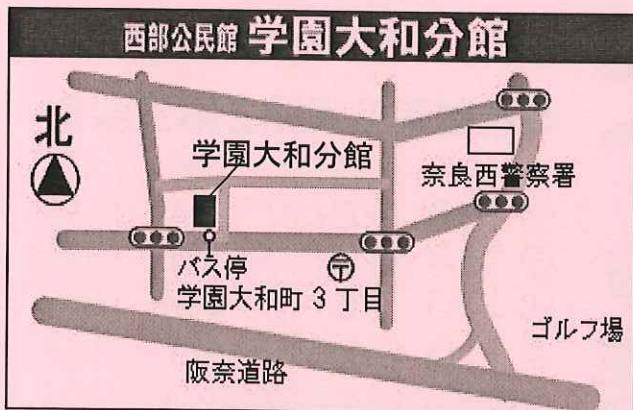 西部公民館 学園大和分館
北
学園大和分館
奈良西警察署
バス停
学園大和町 3 丁目
〒
ゴルフ場
阪奈道路